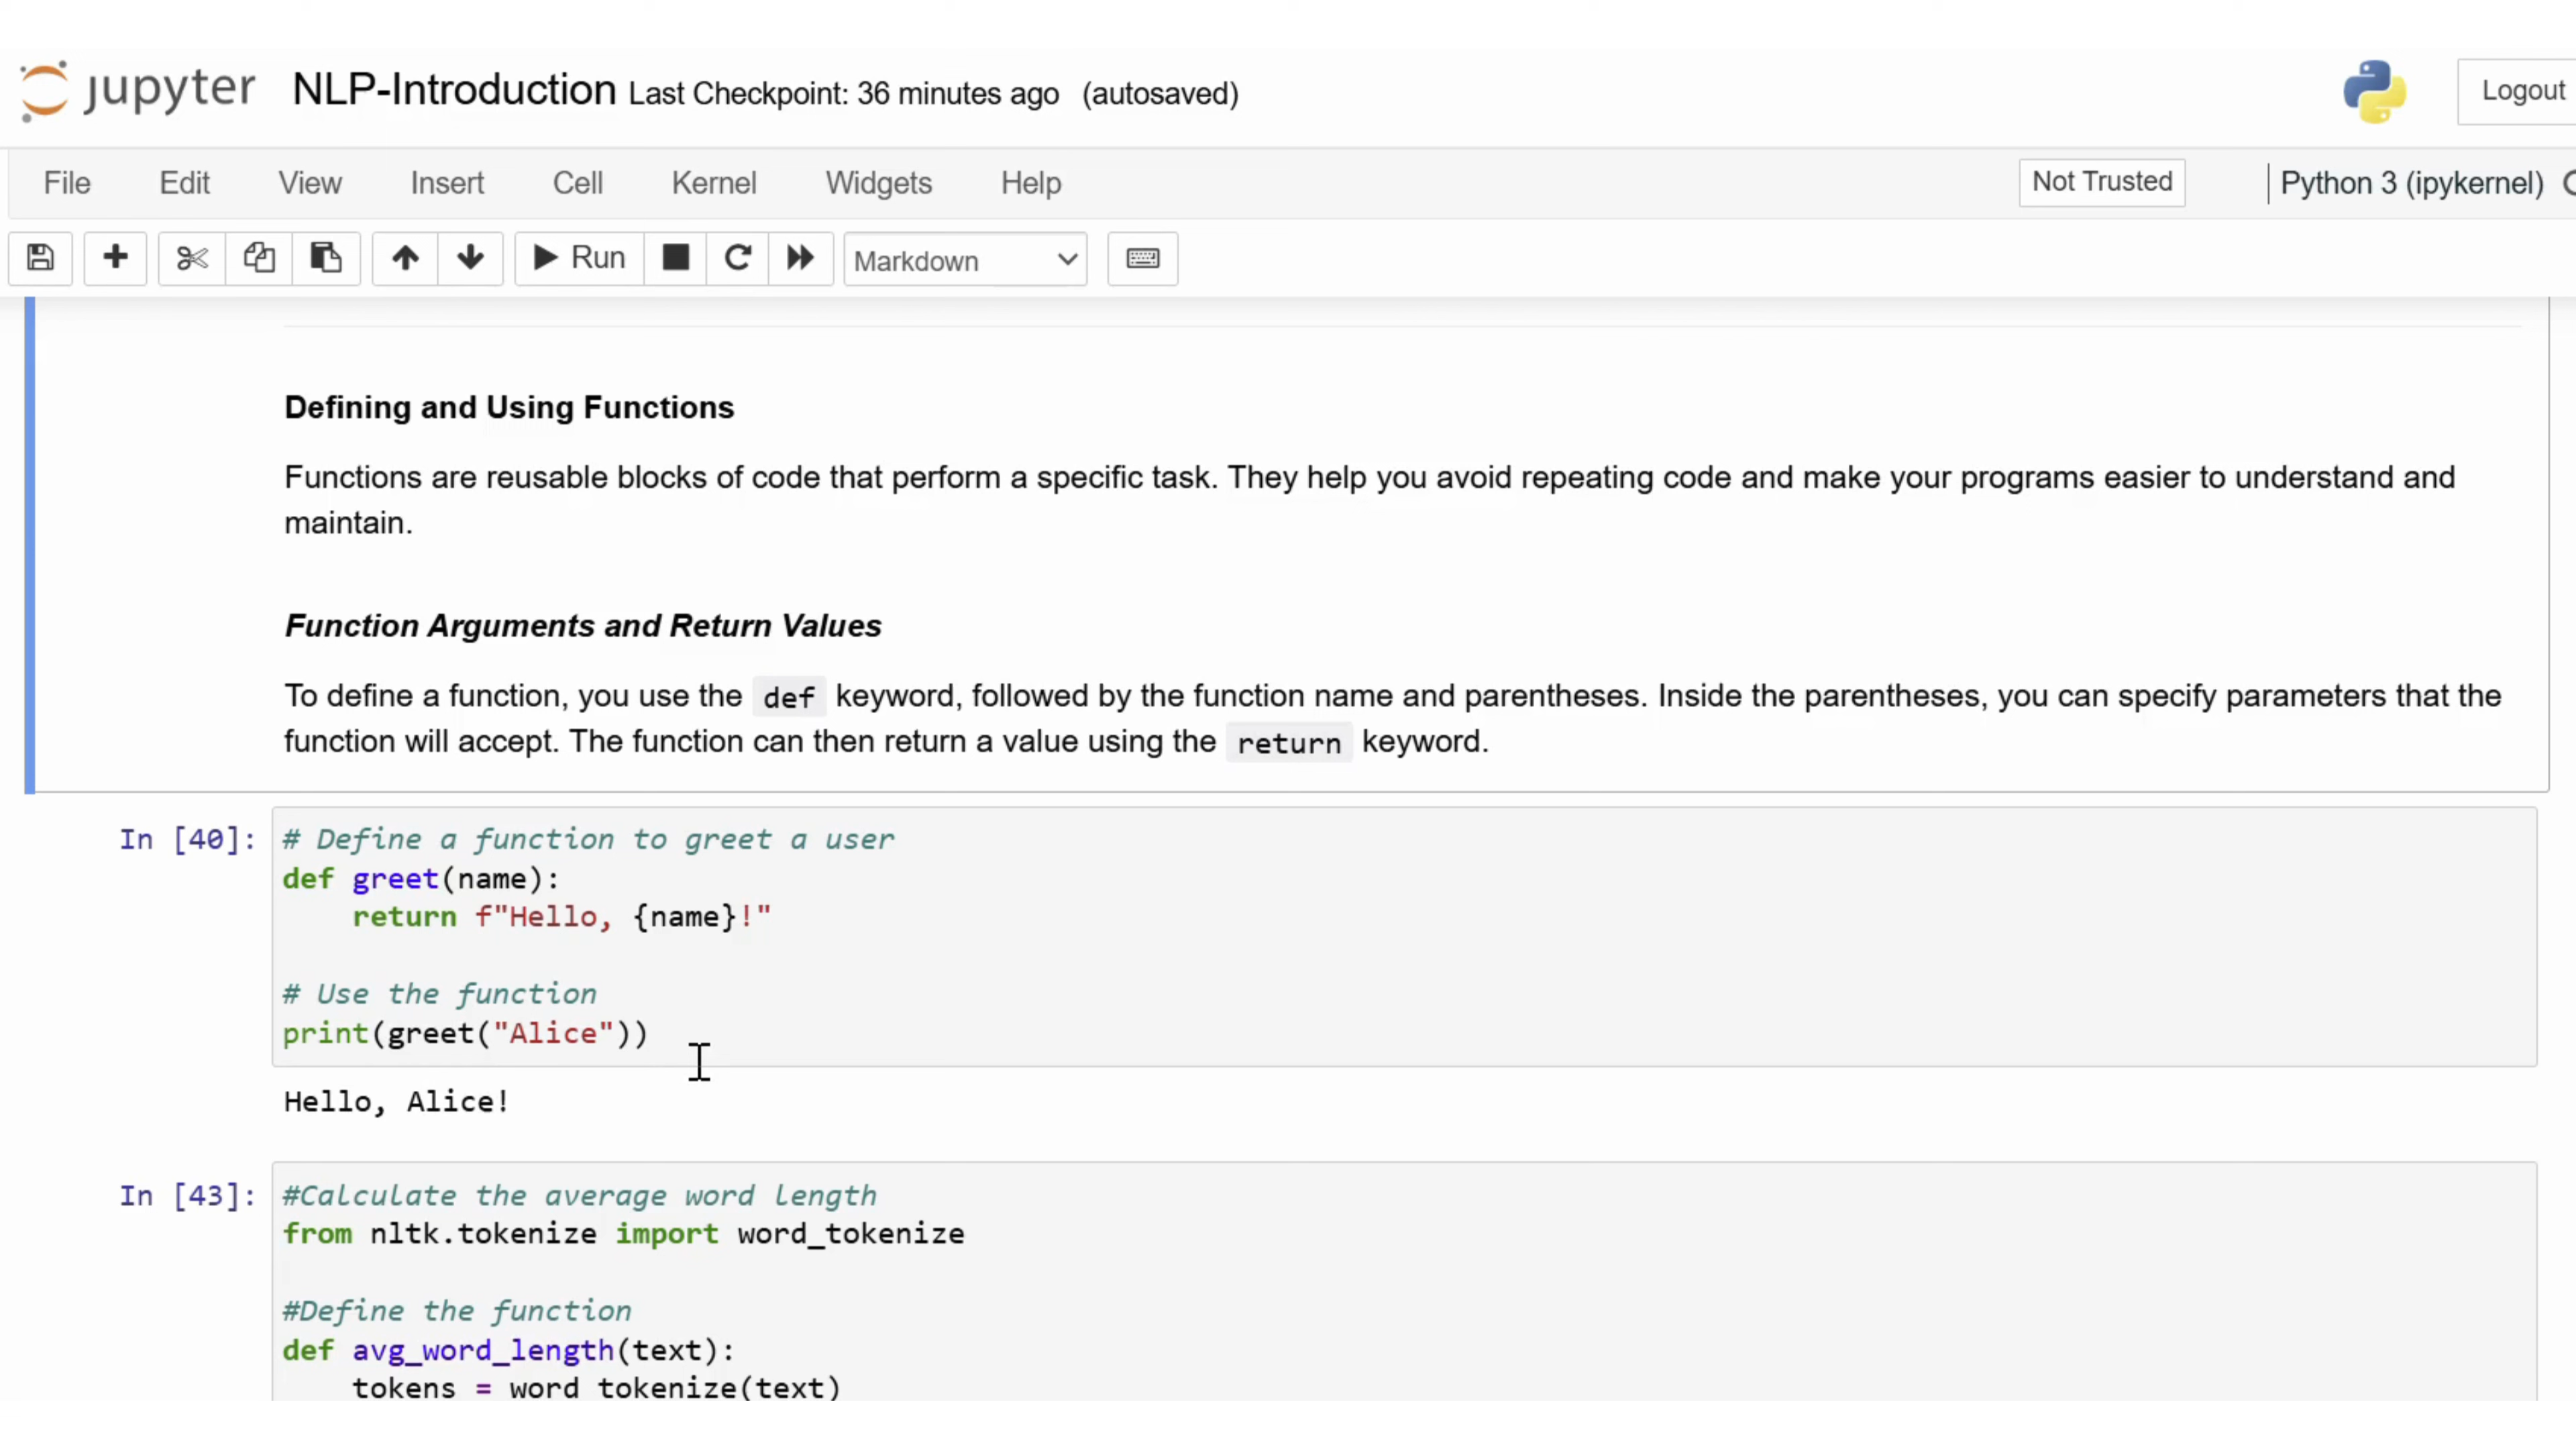 jupyter NLP-Introduction Last Checkpoint: 36 minutes ago (autosaved) Logout
File Edit View Insert Cell Kernel Widgets Help Not Trusted Python 3 (ipykernel)
Run Markdown
Defining and Using Functions
Functions are reusable blocks of code that perform a specific task. They help you avoid repeating code and make your programs easier to understand and
maintain.
Function Arguments and Return Values
To define a function, you use the def keyword, followed by the function name and parentheses. Inside the parentheses, you can specify parameters that the
function will accept. The function can then return a value using the return keyword.
In [40]: # Define a function to greet a user
def greet(name):
    return f"Hello, {name}!"
# Use the function
print(greet("Alice"))
Hello, Alice!
In [43]: #Calculate the average word length
from nltk.tokenize import word_tokenize
#Define the function
def avg_word_length(text):
    tokens = word_tokenize(text)